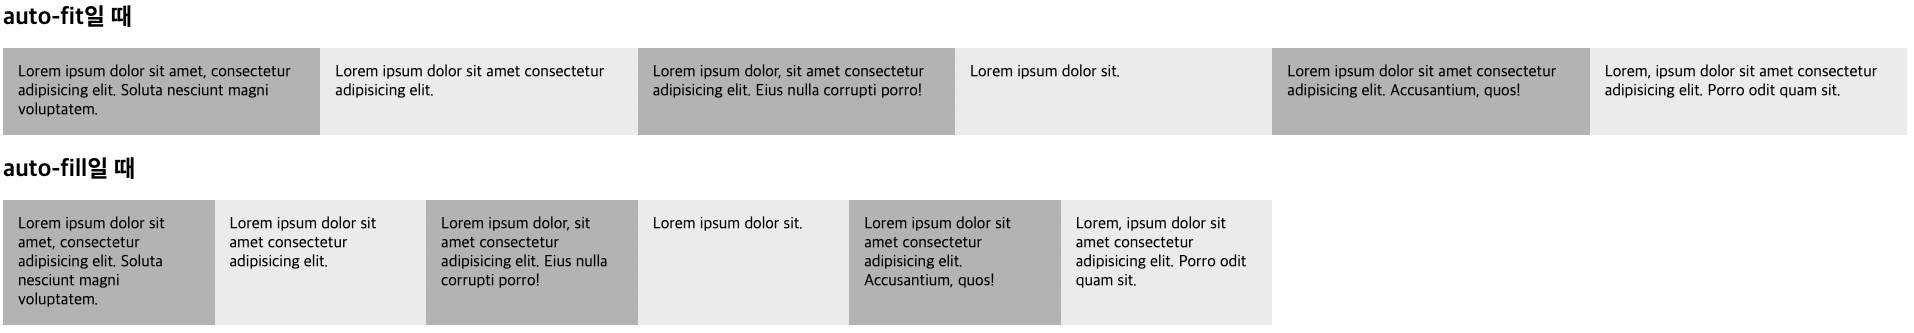 auto-fit일 때
Lorem ipsum dolor sit amet, consectetur
adipisicing elit. Soluta nesciunt magni
voluptatem.
Lorem ipsum dolor sit amet consectetur
adipisicing elit.
Lorem ipsum dolor, sit amet consectetur
adipisicing elit. Eius nulla corrupti porro!
Lorem ipsum dolor sit.
Lorem ipsum dolor sit amet consectetur
adipisicing elit. Accusantium, quos!
Lorem, ipsum dolor sit amet consectetur
adipisicing elit. Porro odit quam sit.
auto-fill일 때
Lorem ipsum dolor sit
amet, consectetur
adipisicing elit. Soluta
nesciunt magni
voluptatem.
Lorem ipsum dolor sit
amet consectetur
adipisicing elit.
Lorem ipsum dolor, sit
amet consectetur
adipisicing elit. Eius nulla
corrupti porro!
Lorem ipsum dolor sit.
Lorem ipsum dolor sit
amet consectetur
adipisicing elit.
Accusantium, quos!
Lorem, ipsum dolor sit
amet consectetur
adipisicing elit. Porro odit
quam sit.